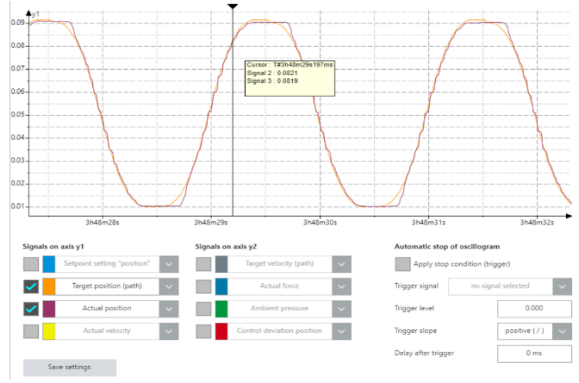 y1
0.09
0.08
0.07
0.06
0.05
0.04
0.03
0.02
0.01
Cursor : T#3h48m29s197ms
Signal 2 : 0.0821
Signal 3 : 0.0819
3h48m28s 3h48m29s 3h48m30s 3h48m31s 3h48m32s
Signals on axis y1 Signals on axis y2 Automatic stop of oscillogram
Setpoint setting "position" Target velocity (path) Apply stop condition (trigger)
Target position (path) Actual force Trigger signal no signal selected
Actual position Ambient pressure Trigger level 0.000
Actual velocity Control deviation position Trigger slope positive ( / )
Delay after trigger 0 ms
Save settings